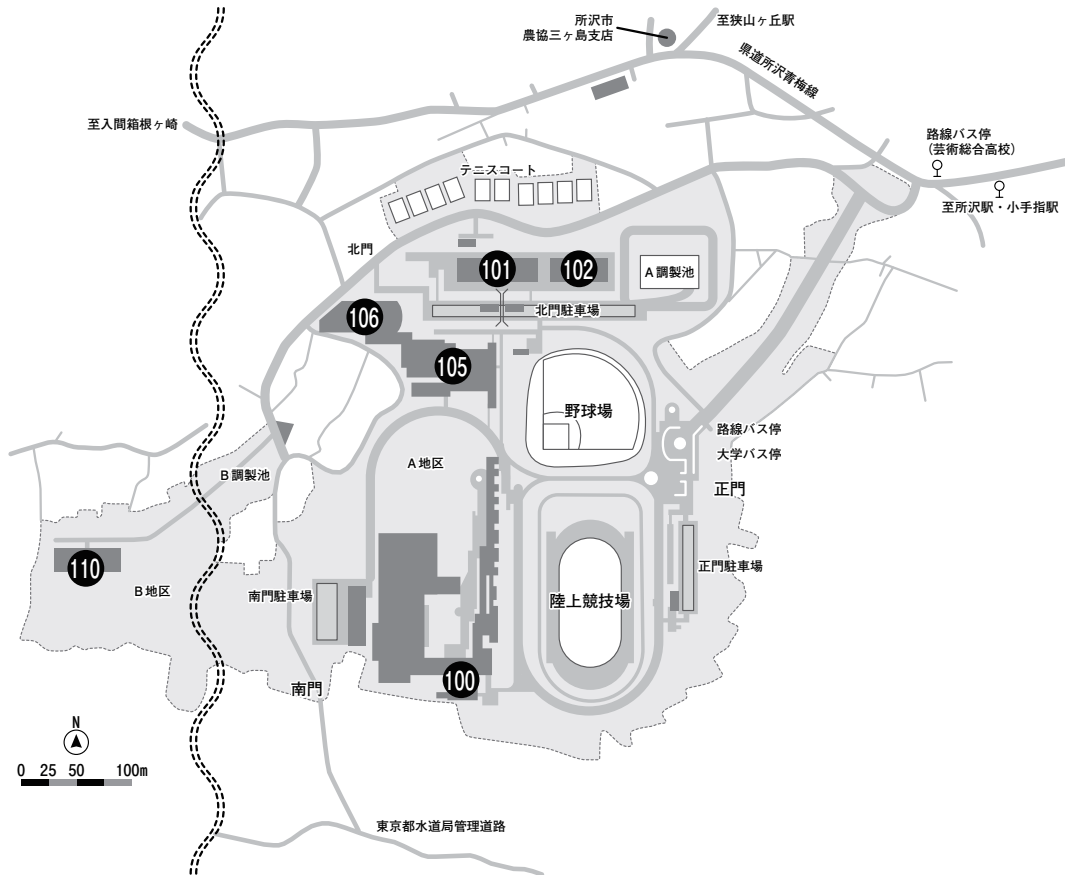 所沢市
農協三ヶ島支店
至狭山ヶ丘駅
県道所沢青梅線
至入間箱根ヶ崎
路線バス停
(芸術総合高校)
テニスコート
至所沢駅・小手指駅
北門
101
102
A調製池
106
北門駐車場
105
野球場
路線バス停
大学バス停
A地区
B調製池
正門
110
B地区
正門駐車場
南門駐車場
陸上競技場
100
南門
N
0 25 50 100m
東京都水道局管理道路